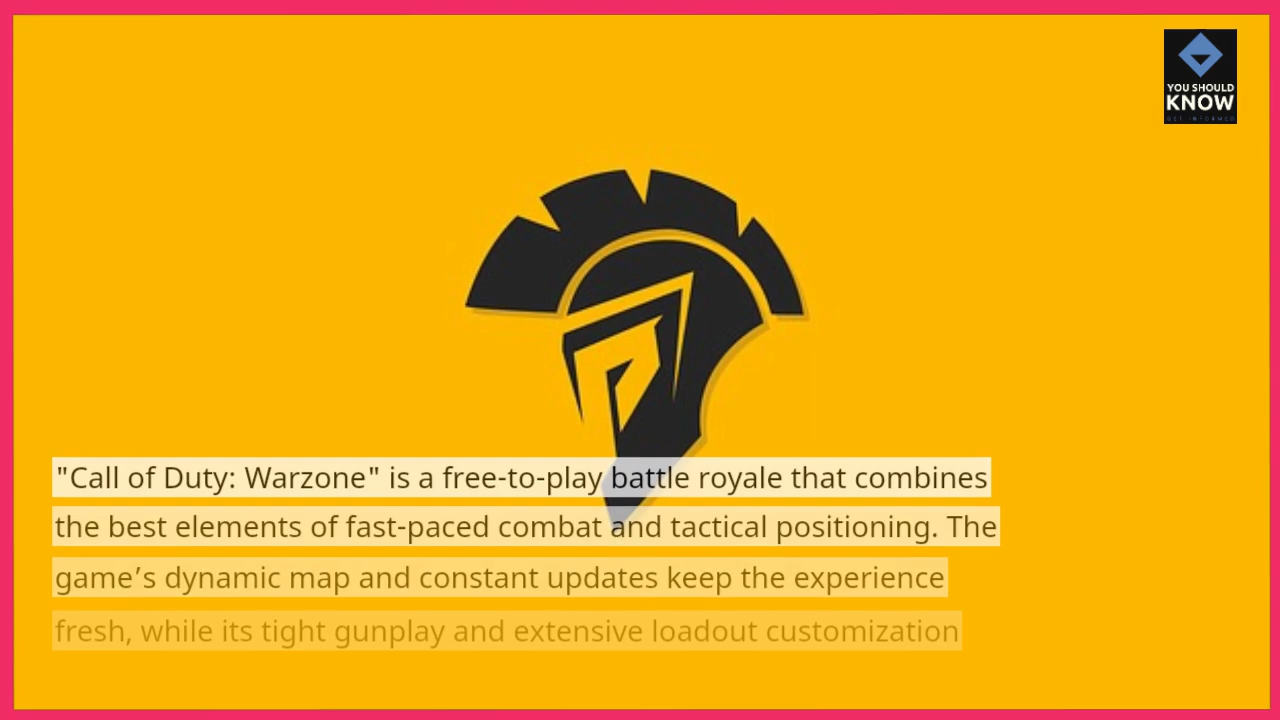 YOU SHOULD
KNOW
GET INFORMED
"Call of Duty: Warzone" is a free-to-play battle royale that combines
the best elements of fast-paced combat and tactical positioning. The
game’s dynamic map and constant updates keep the experience
fresh, while its tight gunplay and extensive loadout customization